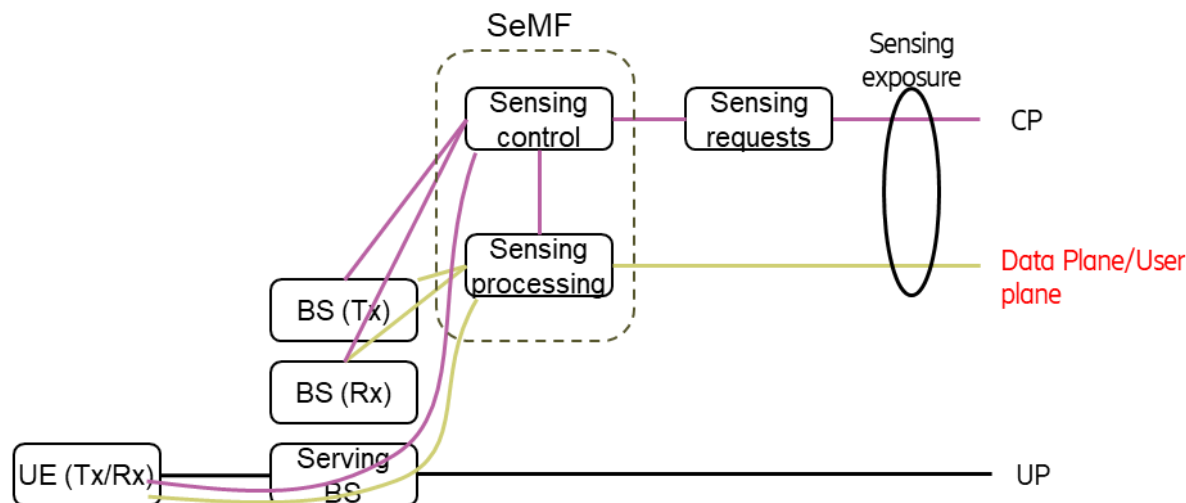 SeMF
Sensing
exposure
Sensing
control
Sensing
requests
CP
Sensing
processing
Data Plane/User
plane
BS (Tx)
BS (Rx)
UE (Tx/Rx)
Serving
BS
UP